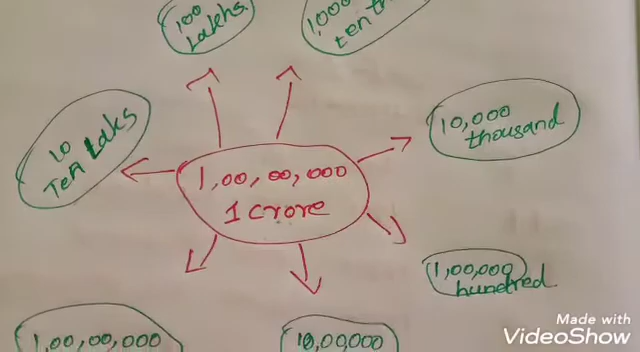 100
Lakhs
1,000
ten
10,000
thousand
10
Ten Laks
1,00,00,000
1 Crore
1,00,000
hundred
1,00,00,000
10,00,000
Made with
VideoShow